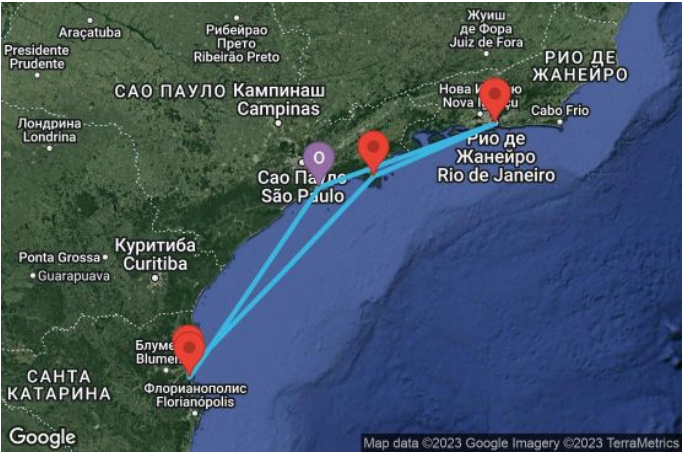 Araçatuba
Presidente
Prudente
Рибейрао
Прето
Ribeirão Preto
Жуиш
де Фора
Juiz de Fora
РИО ДЕ
ЖАНЕЙРО
САО ПАУЛО
Кампинаш
Campinas
Нова
Nova
Cabo Frio
Лондрина
Londrina
O
Рио де
Жанейро
Rio de Janeiro
Сао
São Paulo
Куритиба
Curitiba
Ponta Grossa
Guarapuava
САНТА
КАТАРИНА
Флорианополис
Florianópolis
Google
Map data ©2023 Google Imagery ©2023 TerraMetrics